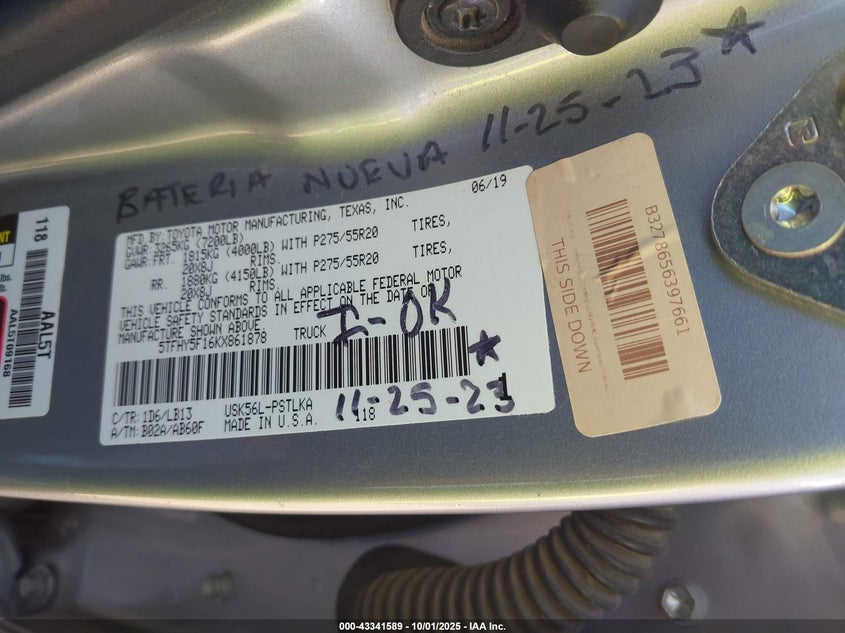 BATERIA NUEVA 11-25-23
06/19
MFD.BY: TOYOTA MOTOR MANUFACTURING, TEXAS, INC.
GVWR: 3265KG (7200LB)
GAWR: FRT. 1815KG (4000LB) WITH P275/55R20 TIRES,
20X8J RIMS,
RR. 1880KG (4150LB) WITH P275/55R20 TIRES,
20X8J RIMS,
THIS VEHICLE CONFORMS TO ALL APPLICABLE FEDERAL MOTOR
VEHICLE SAFETY STANDARDS IN EFFECT ON THE DATE OF
MANUFACTURE SHOWN ABOVE.
5TFHY5F16KX861878 TRUCK
I-OK
11-25-23
C/TR: 1D6/LB13 USK56L-PSTLKA
A/TM: B02A/AB60F MADE IN U.S.A. 118
118
AAL5T
AAL5T09168
lbs.
B3278656397661
THIS SIDE DOWN
000-43341589 - 10/01/2025 - IAA Inc.